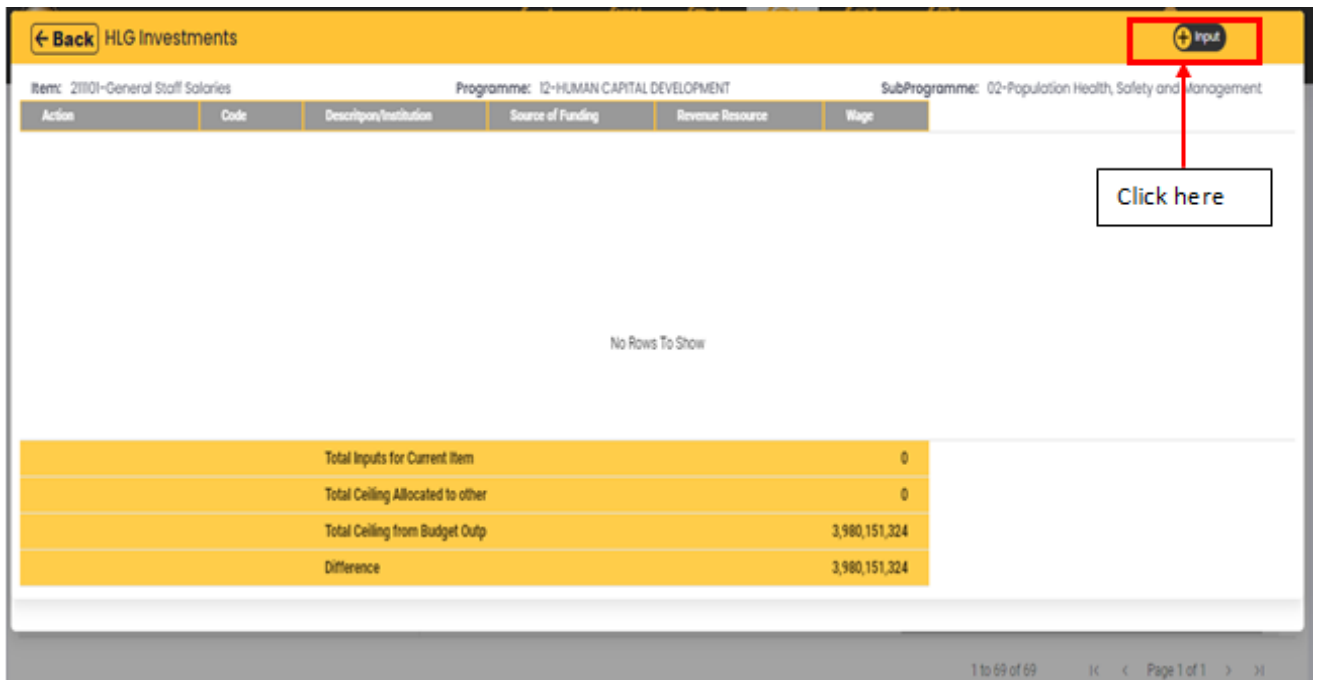 ← Back HLG Investments
+ Input
Item: 211101-General Staff Salaries Programme: 12-HUMAN CAPITAL DEVELOPMENT SubProgramme: 02-Population Health, Safety and Management
Action Code Descritpon/Institution Source of Funding Revenue Resource Wage
Click here
No Rows To Show
Total Inputs for Current Item 0
Total Ceiling Allocated to other 0
Total Ceiling from Budget Outp 3,980,151,324
Difference 3,980,151,324
1 to 69 of 69 Page 1 of 1